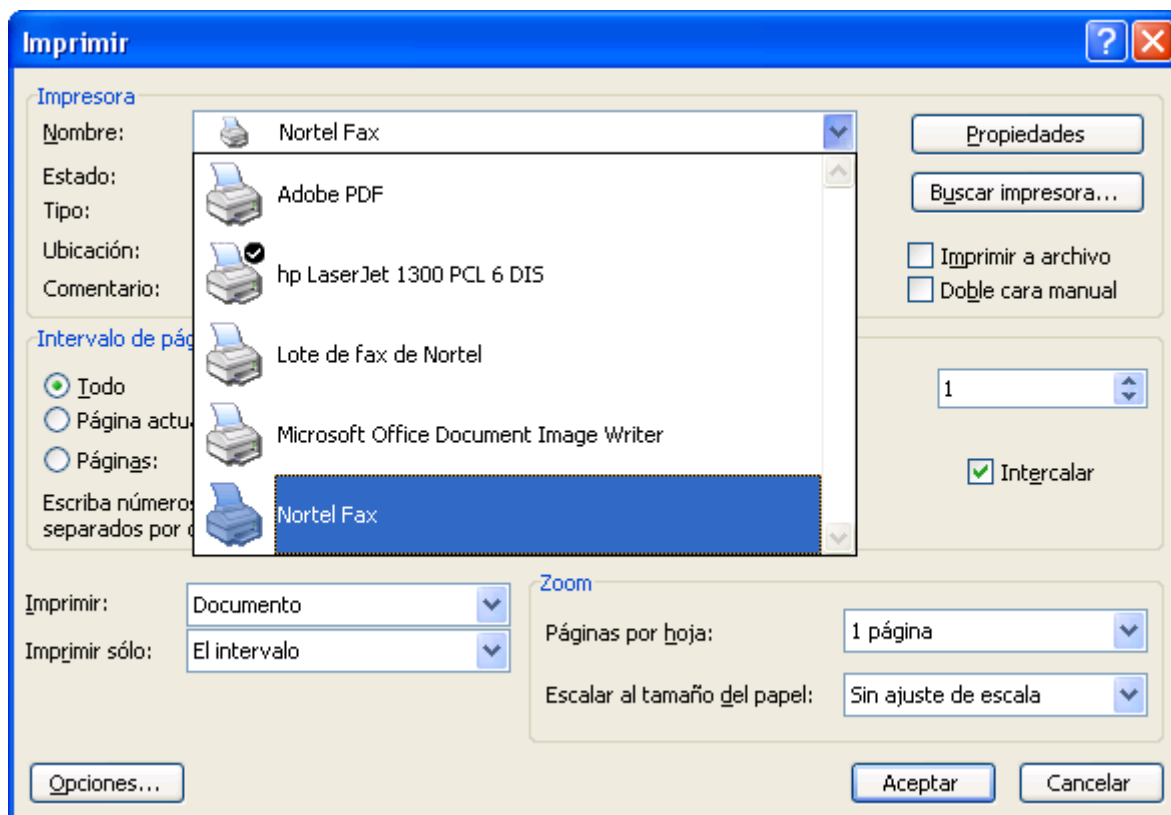 Imprimir
Impresora
Nombre: Nortel Fax Propiedades
Estado: Adobe PDF Buscar impresora...
Tipo:
Ubicación: hp LaserJet 1300 PCL 6 DIS Imprimir a archivo
Comentario: Doble cara manual
Intervalo de pág
Lote de fax de Nortel
Todo 1
Página actu
Microsoft Office Document Image Writer
Páginas: Intercalar
Escriba números
Nortel Fax
separados por
Imprimir: Documento
Imprimir sólo: El intervalo
Zoom
Páginas por hoja: 1 página
Escalar al tamaño del papel: Sin ajuste de escala
Opciones... Aceptar Cancelar